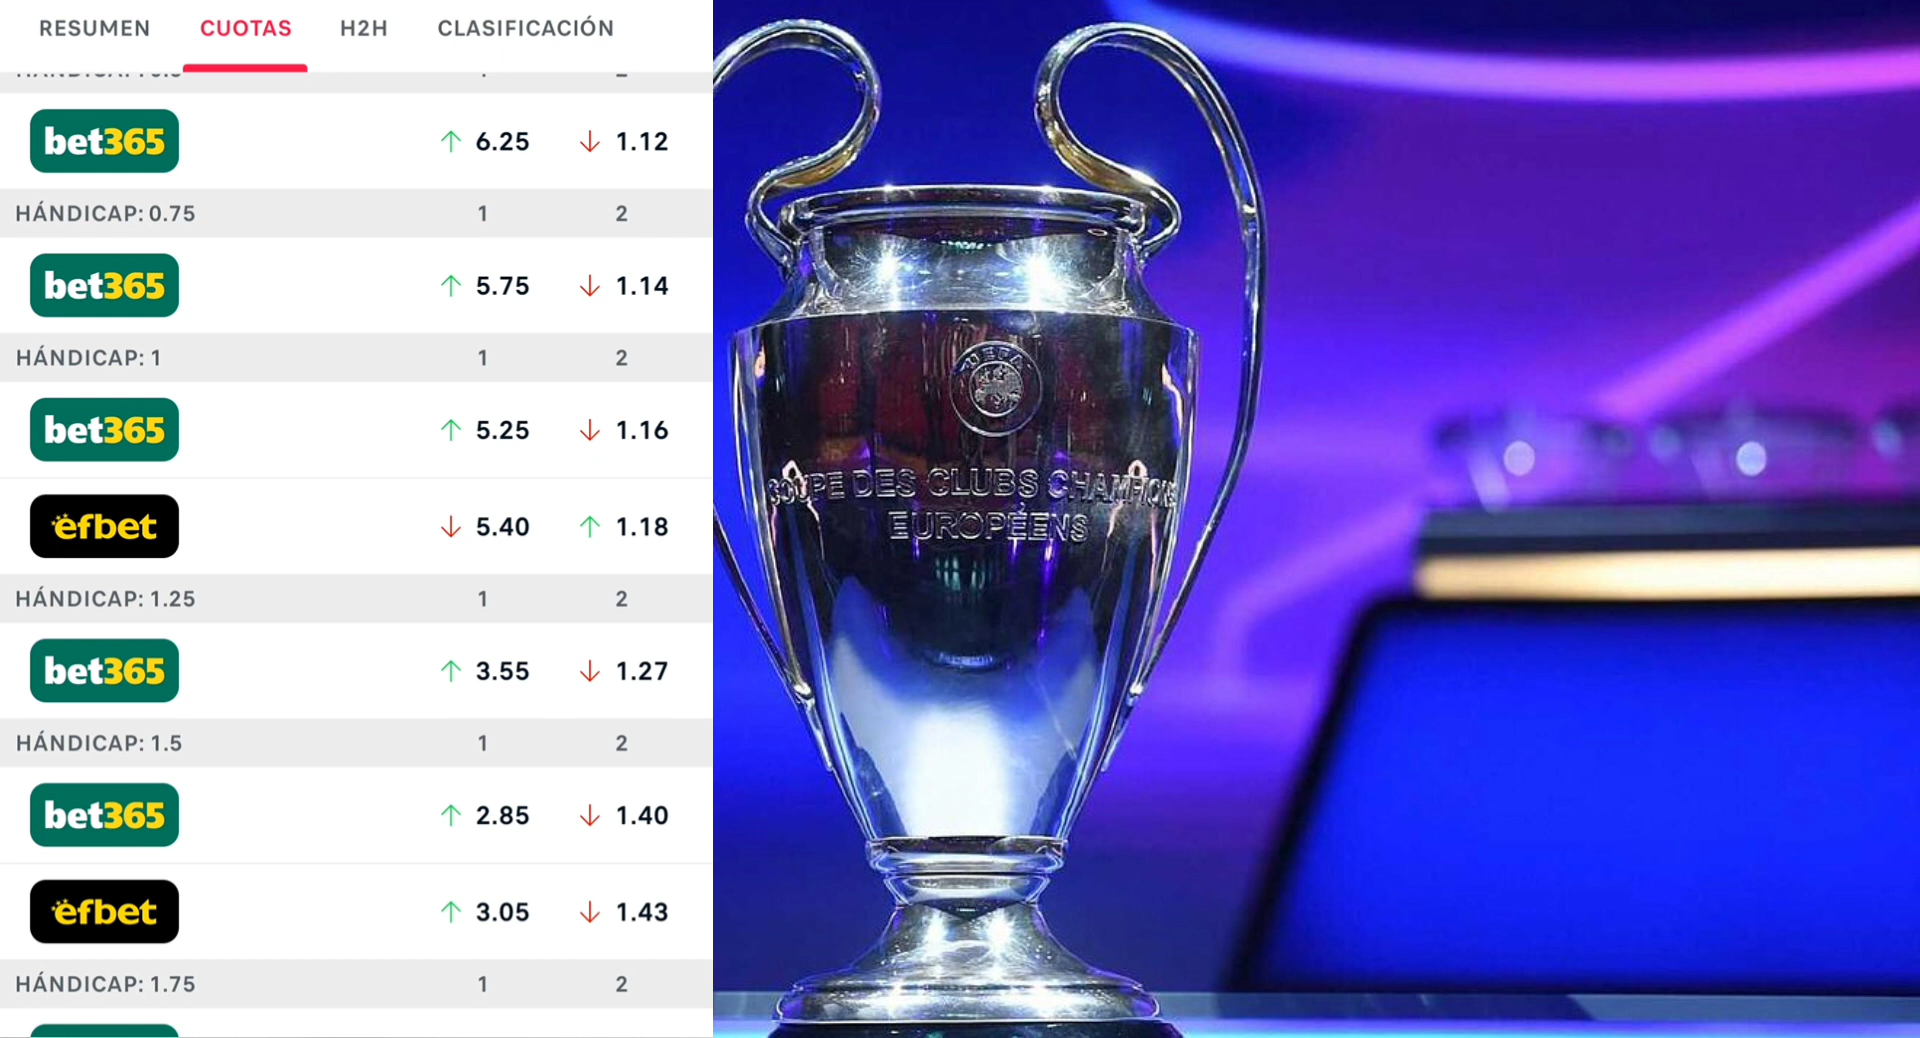 RESUMEN CUOTAS H2H CLASIFICACIÓN
bet365 6.25 1.12
HÁNDICAP: 0.75 1 2
bet365 5.75 1.14
HÁNDICAP: 1 1 2
bet365 5.25 1.16
efbet 5.40 1.18
HÁNDICAP: 1.25 1 2
bet365 3.55 1.27
HÁNDICAP: 1.5 1 2
bet365 2.85 1.40
efbet 3.05 1.43
HÁNDICAP: 1.75 1 2
UEFA
COUPE DES CLUBS CHAMPIONS
EUROPÉENS